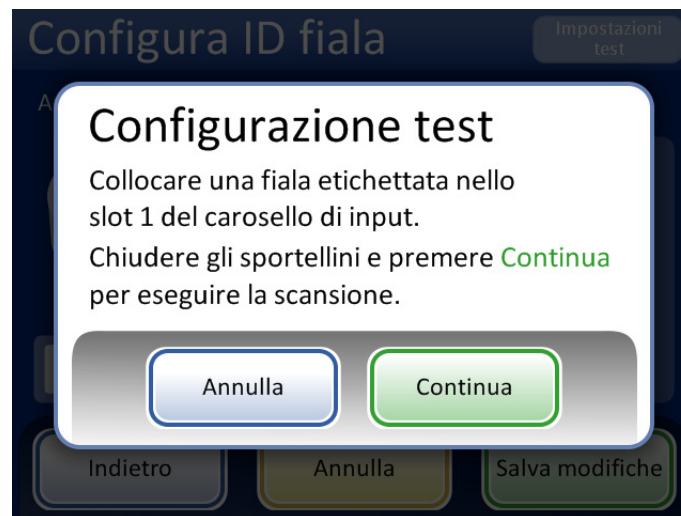 Configura ID fiala
Impostazioni
test
A
Configurazione test
Collocare una fiala etichettata nello
slot 1 del carosello di input.
Chiudere gli sportellini e premere Continua
per eseguire la scansione.
Annulla
Continua
Indietro
Annulla
Salva modifiche